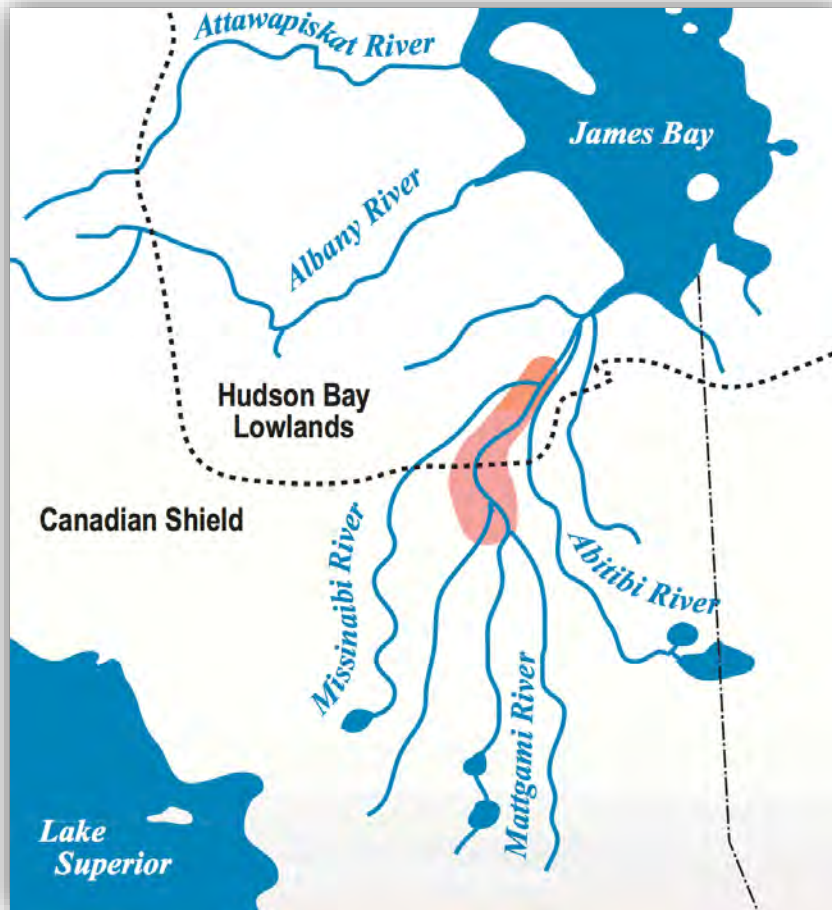 Attawapiskat River
James Bay
Albany River
Hudson Bay
Lowlands
Canadian Shield
Missinaibi River
Abitibi River
Mattgami River
Lake
Superior